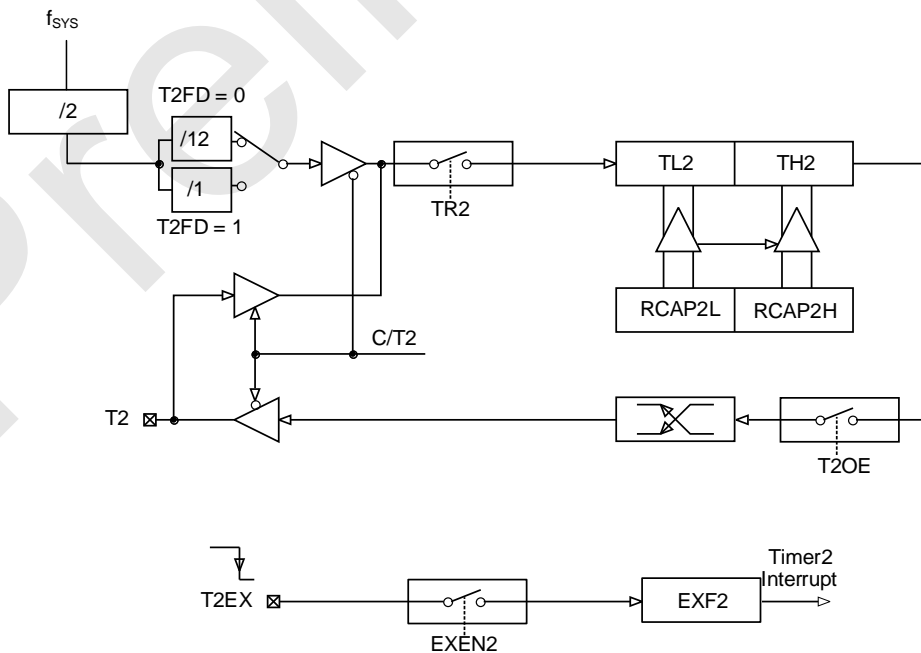 fSYS
/2
T2FD = 0
/12
/1
T2FD = 1
TR2
TL2
TH2
RCAP2L
RCAP2H
C/T2
T2
T2OE
T2EX
EXEN2
EXF2
Timer2
Interrupt